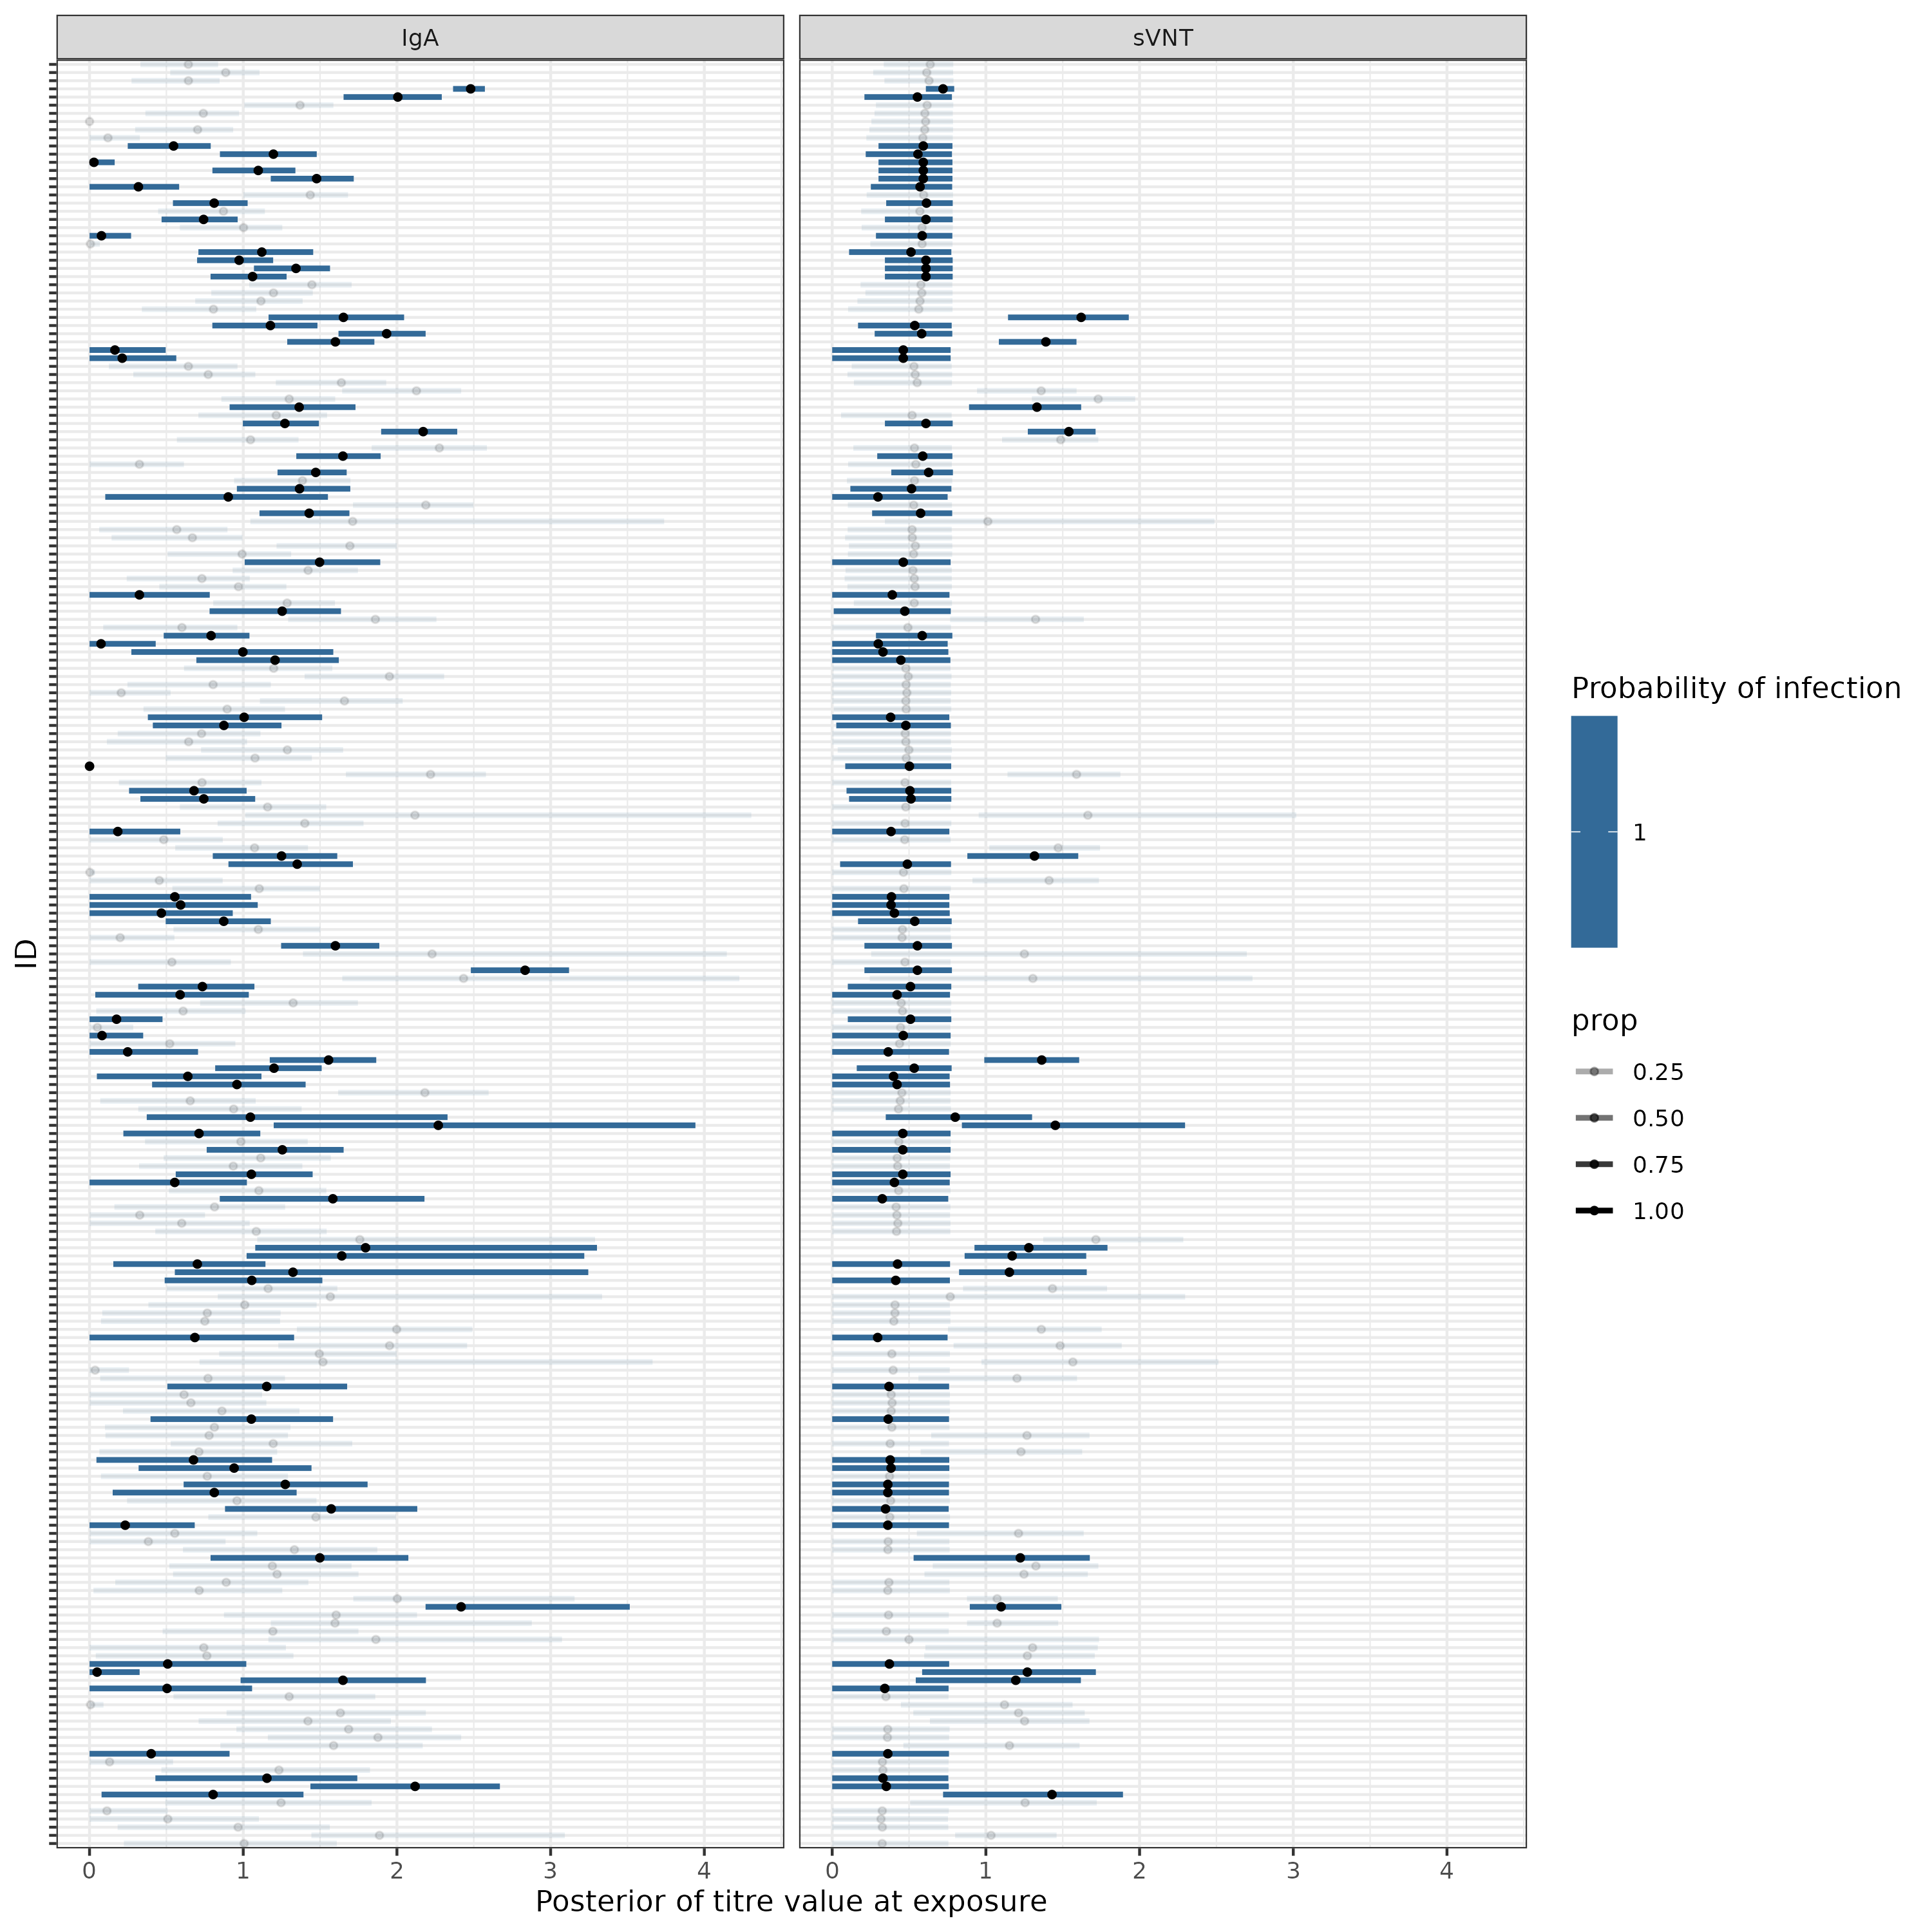 IgA
sVNT
ID
0 1 2 3 4
0 1 2 3 4
Posterior of titre value at exposure
Probability of infection
1
prop
0.25
0.50
0.75
1.00